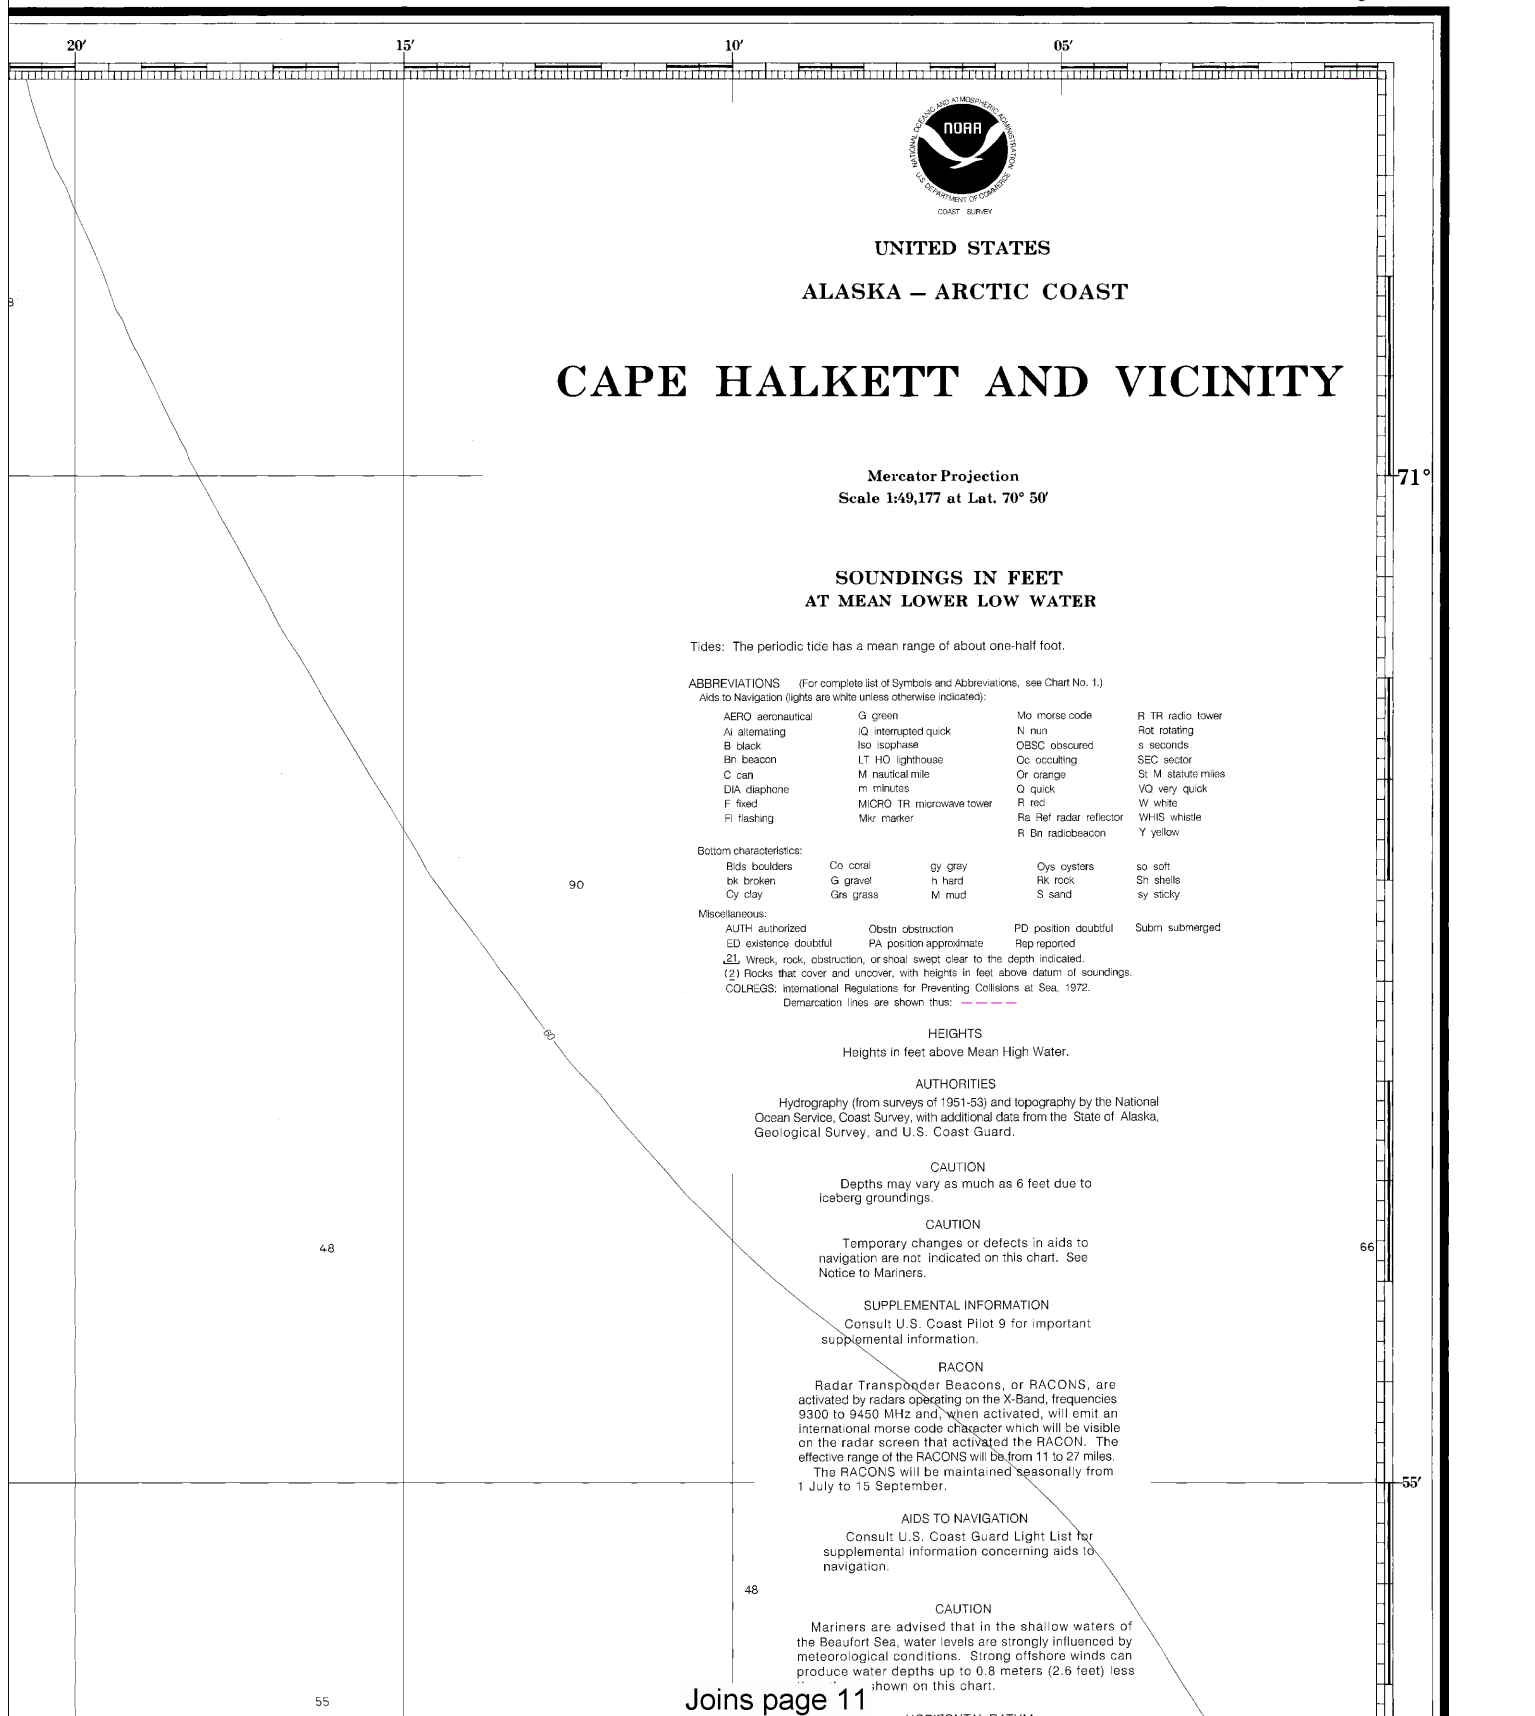 20′ 15′ 10′ 05′
NATIONAL OCEANIC AND ATMOSPHERIC ADMINISTRATION
NOAA
U.S. DEPARTMENT OF COMMERCE
COAST SURVEY
UNITED STATES
ALASKA – ARCTIC COAST
CAPE HALKETT AND VICINITY
71°
Mercator Projection
Scale 1:49,177 at Lat. 70° 50′
SOUNDINGS IN FEET
AT MEAN LOWER LOW WATER
Tides: The periodic tide has a mean range of about one-half foot.
ABBREVIATIONS (For complete list of Symbols and Abbreviations, see Chart No. 1.)
Aids to Navigation (lights are white unless otherwise indicated):
AERO aeronautical G green Mo morse code R TR radio tower
Al alternating IQ interrupted quick N nun Rot rotating
B black Iso isophase OBSC obscured s seconds
Bn beacon LT HO lighthouse Oc occulting SEC sector
C can M nautical mile Or orange St M statute miles
DIA diaphone m minutes Q quick VQ very quick
F fixed MICRO TR microwave tower R red W white
Fl flashing Mkr marker Ra Ref radar reflector WHIS whistle
R Bn radiobeacon Y yellow
Bottom characteristics:
Blds boulders Co coral gy gray Oys oysters so soft
bk broken G gravel h hard Rk rock Sh shells
Cy clay Grs grass M mud S sand sy sticky
Miscellaneous:
AUTH authorized Obstn obstruction PD position doubtful Subm submerged
ED existence doubtful PA position approximate Rep reported
21, Wreck, rock, obstruction, or shoal swept clear to the depth indicated.
(2) Rocks that cover and uncover, with heights in feet above datum of soundings.
COLREGS: International Regulations for Preventing Collisions at Sea, 1972.
Demarcation lines are shown thus:
90
60
HEIGHTS
Heights in feet above Mean High Water.
AUTHORITIES
Hydrography (from surveys of 1951-53) and topography by the National
Ocean Service, Coast Survey, with additional data from the State of Alaska,
Geological Survey, and U.S. Coast Guard.
CAUTION
Depths may vary as much as 6 feet due to
iceberg groundings.
CAUTION
Temporary changes or defects in aids to
navigation are not indicated on this chart. See
Notice to Mariners.
48
66
SUPPLEMENTAL INFORMATION
Consult U.S. Coast Pilot 9 for important
supplemental information.
RACON
Radar Transponder Beacons, or RACONS, are
activated by radars operating on the X-Band, frequencies
9300 to 9450 MHz and, when activated, will emit an
international morse code character which will be visible
on the radar screen that activated the RACON. The
effective range of the RACONS will be from 11 to 27 miles.
The RACONS will be maintained seasonally from
1 July to 15 September.
55′
AIDS TO NAVIGATION
Consult U.S. Coast Guard Light List for
supplemental information concerning aids to
navigation.
48
CAUTION
Mariners are advised that in the shallow waters of
the Beaufort Sea, water levels are strongly influenced by
meteorological conditions. Strong offshore winds can
produce water depths up to 0.8 meters (2.6 feet) less
shown on this chart.
55
Joins page 11